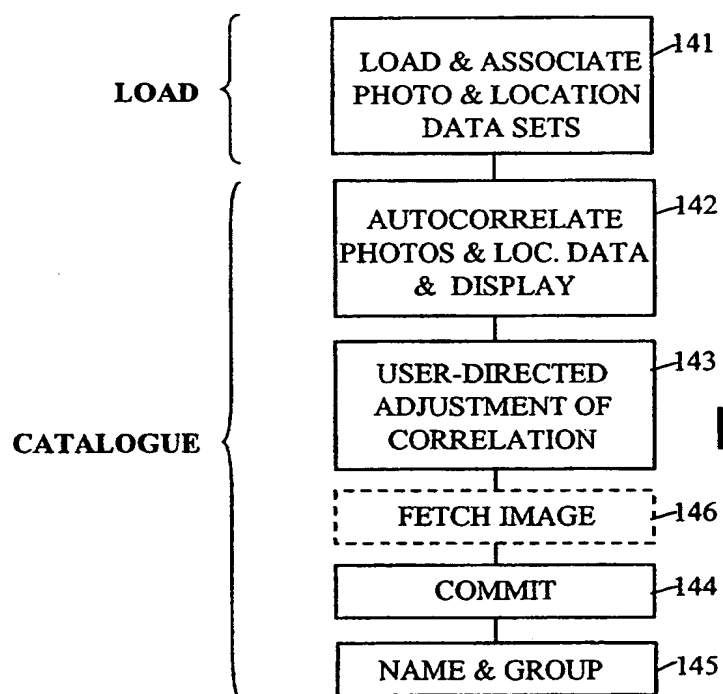 141
LOAD & ASSOCIATE
PHOTO & LOCATION
DATA SETS
LOAD
142
AUTOCORRELATE
PHOTOS & LOC. DATA
& DISPLAY
143
USER-DIRECTED
ADJUSTMENT OF
CORRELATION
CATALOGUE
FETCH IMAGE
146
COMMIT
144
NAME & GROUP
145